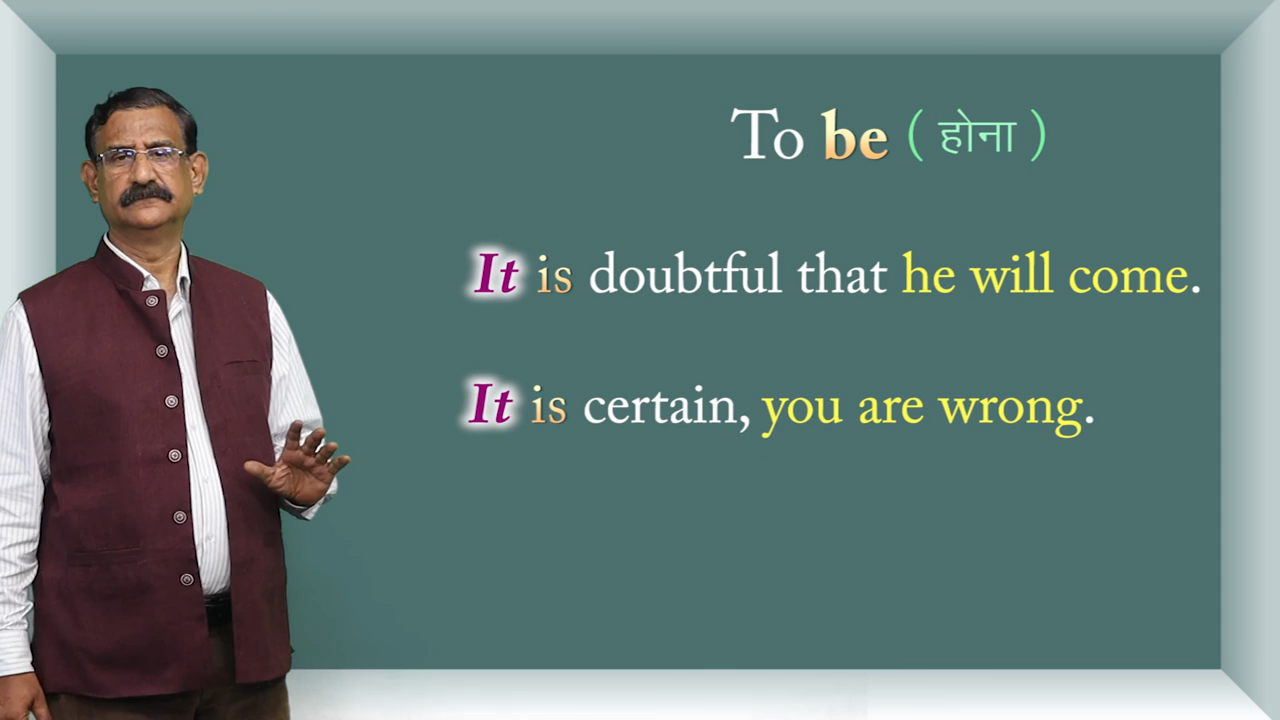 To be ( होना )
It is doubtful that he will come.
It is certain, you are wrong.